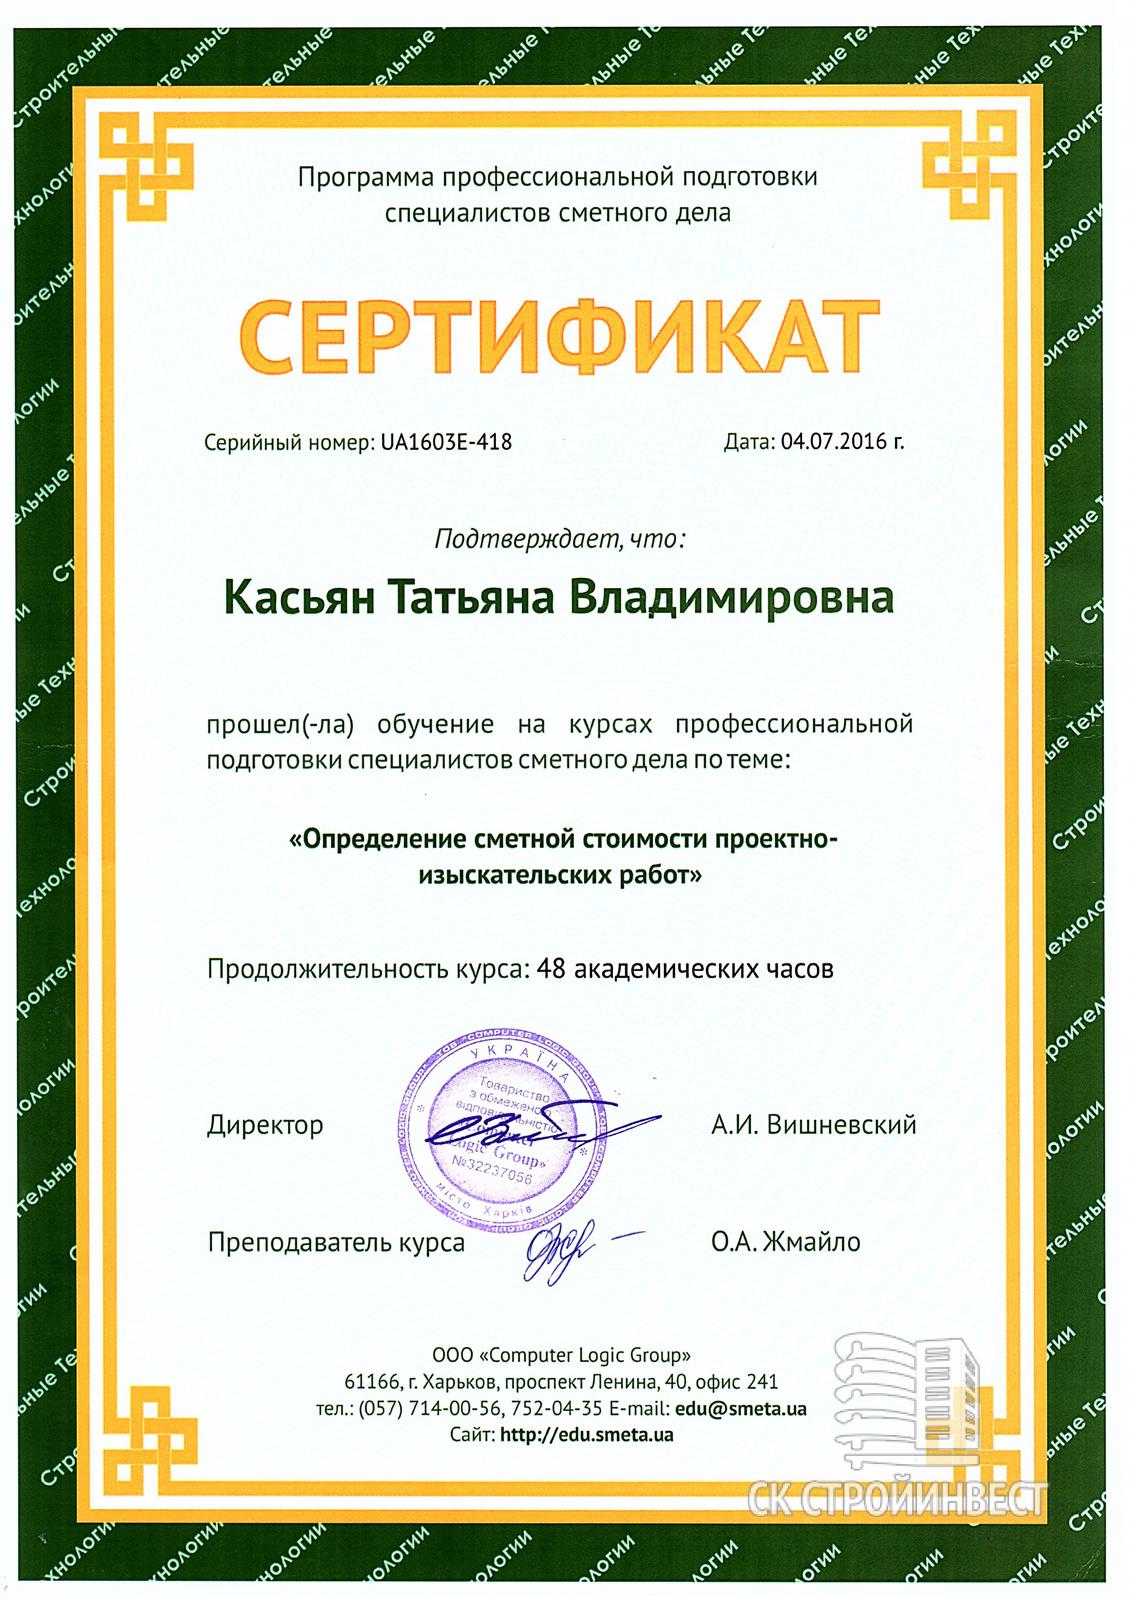 Программа профессиональной подготовки
специалистов сметного дела
СЕРТИФИКАТ
Серийный номер: UA1603E-418
Дата: 04.07.2016 г.
Подтверждает, что:
Касьян Татьяна Владимировна
прошел(-ла) обучение на курсах профессиональной
подготовки специалистов сметного дела по теме:
«Определение сметной стоимости проектно-
изыскательских работ»
Продолжительность курса: 48 академических часов
УКРАЇНА
Товариство
з обмеженою
відповідальністю
Logic Group»
№32237056
місто Харків
Директор
А.И. Вишневский
Преподаватель курса
О.А. Жмайло
ООО «Computer Logic Group»
61166, г. Харьков, проспект Ленина, 40, офис 241
тел.: (057) 714-00-56, 752-04-35 E-mail: edu@smeta.ua
Сайт: http://edu.smeta.ua
СК СТРОЙИНВЕСТ